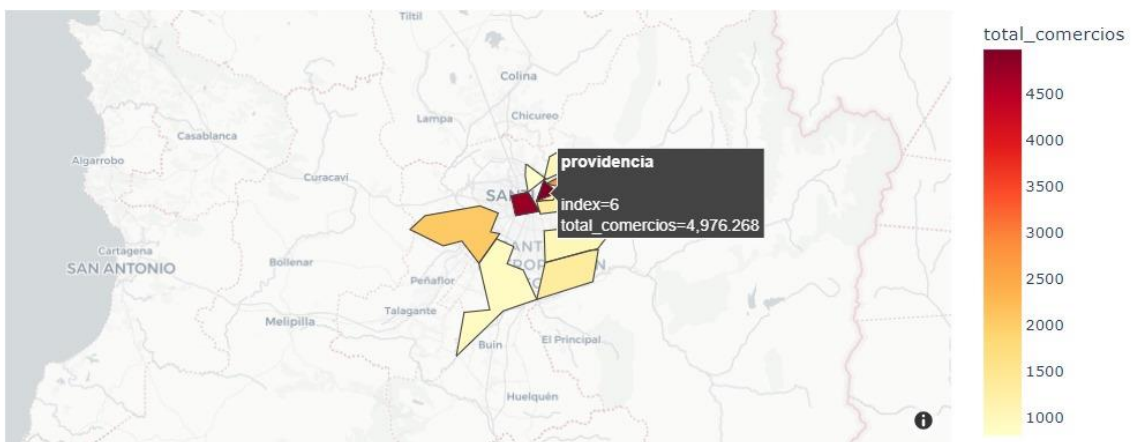 Tiltil
Colina
Lampa
Chicureo
Casablanca
Algarrobo
Curacaví
SANT
providencia
index=6
total_comercios=4,976.268
Cartagena
SAN ANTONIO
Bollenar
Peñaflor
Talagante
Melipilla
Buin
El Principal
Huelquén
total_comercios
4500
4000
3500
3000
2500
2000
1500
1000